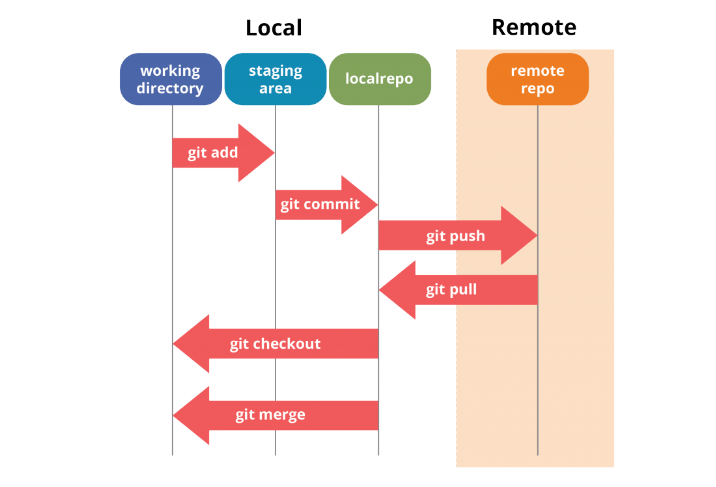 Local
Remote
working
directory
staging
area
localrepo
remote
repo
git add
git commit
git push
git pull
git checkout
git merge